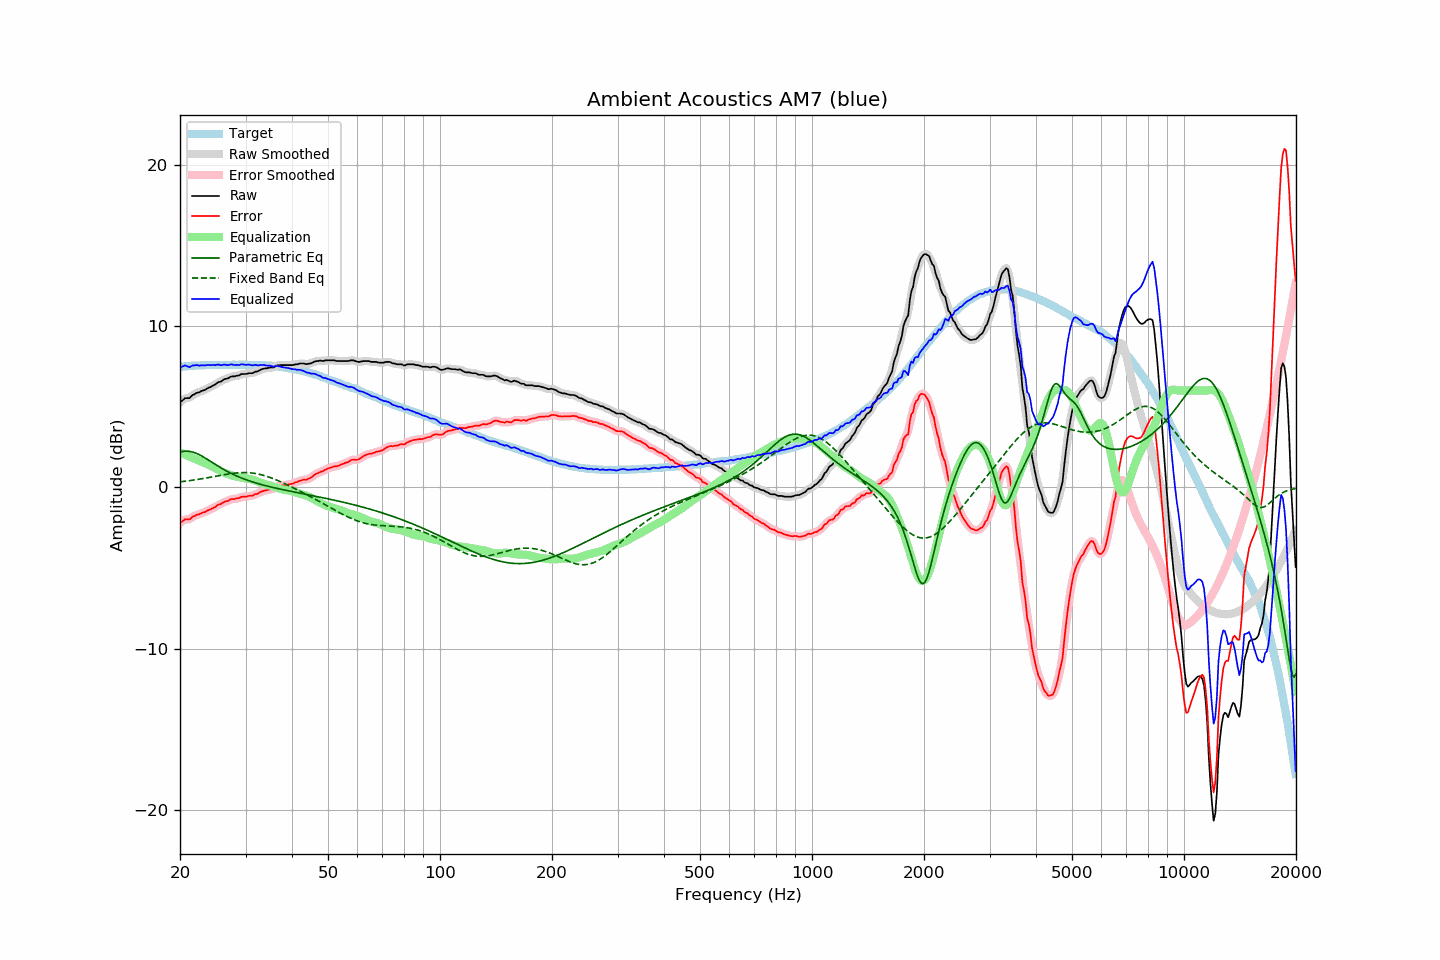 Ambient Acoustics AM7 (blue)
Target
Raw Smoothed
Error Smoothed
Raw
Error
Equalization
Parametric Eq
Fixed Band Eq
Equalized
Amplitude (dBr)
20
10
0
−10
−20
20 50 100 200 500 1000 2000 5000 10000 20000
Frequency (Hz)